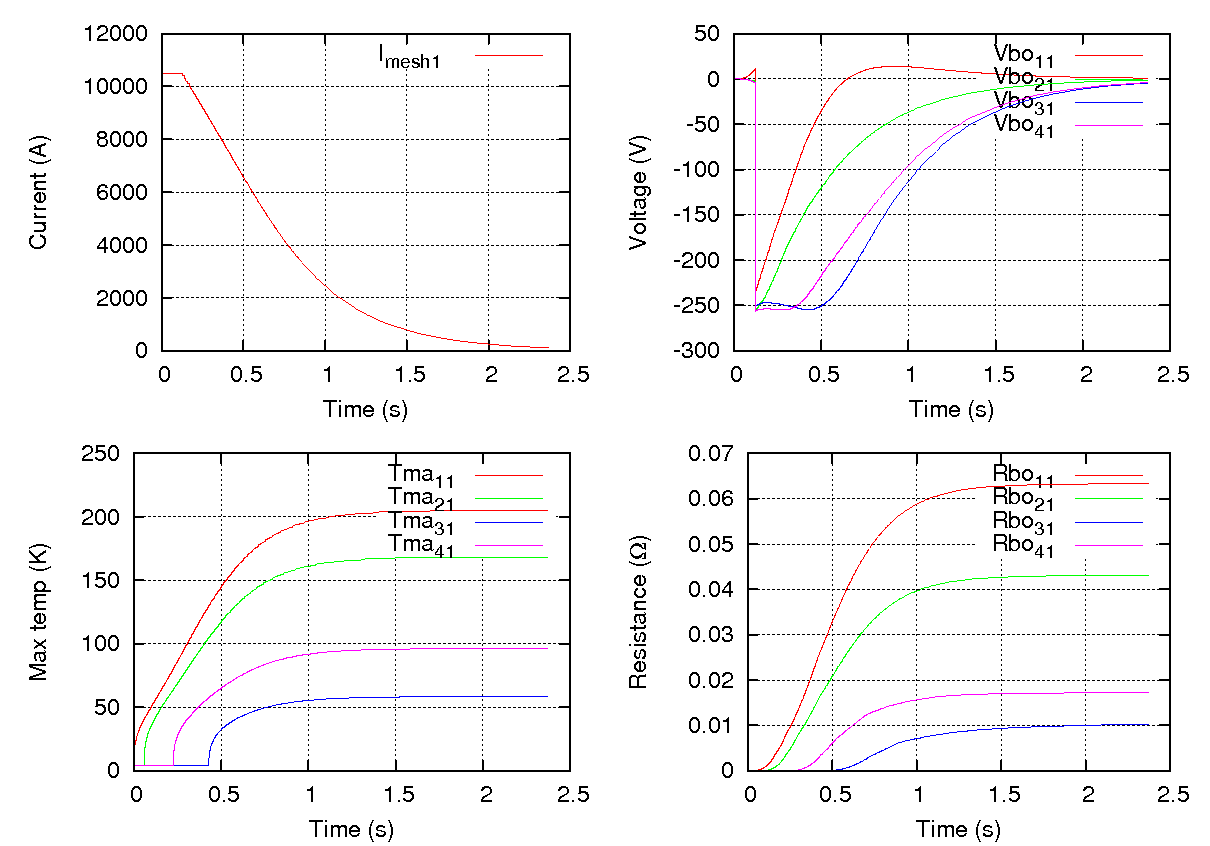 12000
10000
8000
6000
4000
2000
0
Current (A)
I_mesh1
0 0.5 1 1.5 2 2.5
Time (s)
50
0
-50
-100
-150
-200
-250
-300
Voltage (V)
Vbo_11
Vbo_21
Vbo_31
Vbo_41
0 0.5 1 1.5 2 2.5
Time (s)
250
200
150
100
50
0
Max temp (K)
Tma_11
Tma_21
Tma_31
Tma_41
0 0.5 1 1.5 2 2.5
Time (s)
0.07
0.06
0.05
0.04
0.03
0.02
0.01
0
Resistance (Ω)
Rbo_11
Rbo_21
Rbo_31
Rbo_41
0 0.5 1 1.5 2 2.5
Time (s)